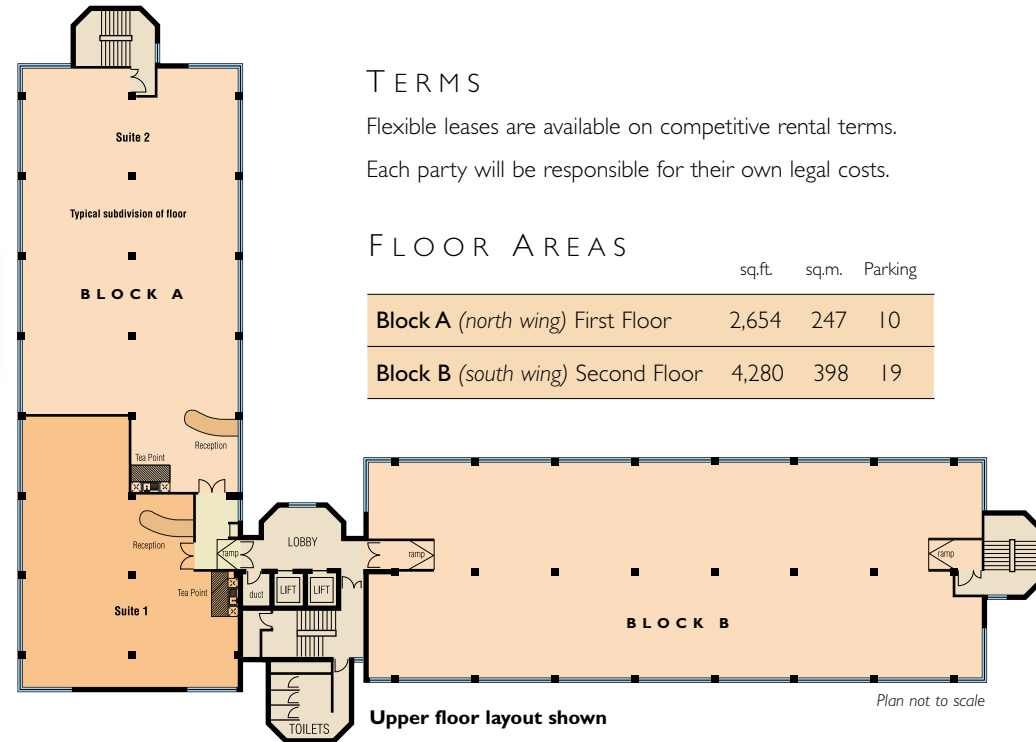 TERMS
Flexible leases are available on competitive rental terms.
Each party will be responsible for their own legal costs.
FLOOR AREAS
sq.ft. sq.m. Parking
Block A (north wing) First Floor 2,654 247 10
Block B (south wing) Second Floor 4,280 398 19
Suite 2
Typical subdivision of floor
BLOCK A
Reception
Tea Point
Reception
Tea Point
Suite 1
ramp
LOBBY
duct
LIFT
LIFT
TOILETS
ramp
ramp
BLOCK B
Upper floor layout shown
Plan not to scale